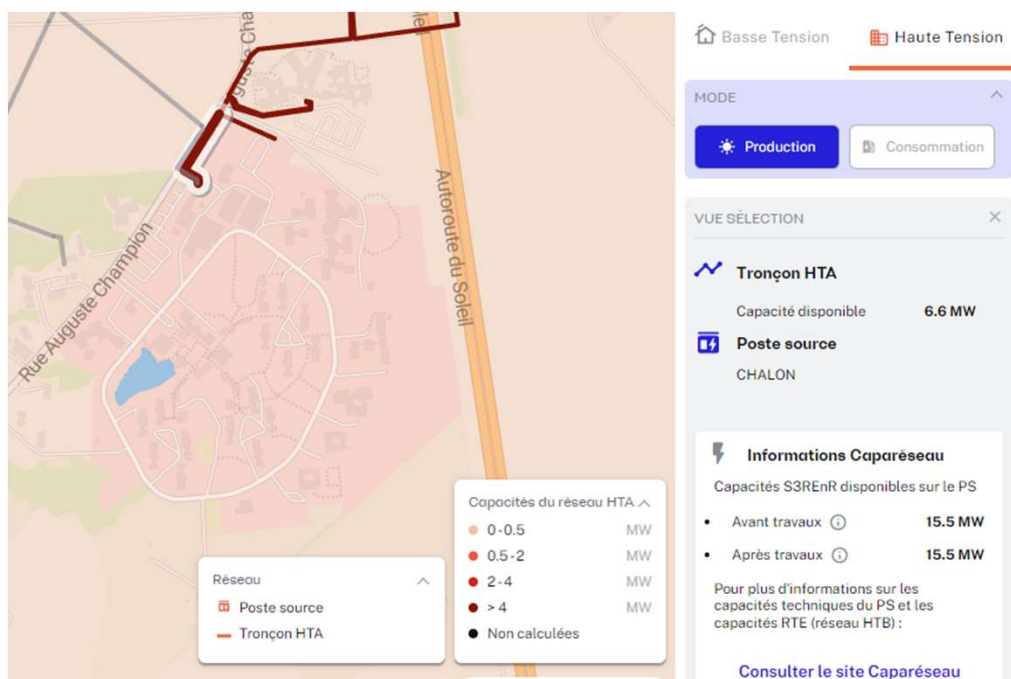 Auguste Cha
Soleil
Autoroute du Soleil
Rue Auguste Champion
Réseau
Poste source
Tronçon HTA
Capacités du réseau HTA
0-0.5 MW
0.5-2 MW
2-4 MW
> 4 MW
Non calculées
Basse Tension Haute Tension
MODE
Production Consommation
VUE SÉLECTION
Tronçon HTA
Capacité disponible 6.6 MW
Poste source
CHALON
Informations Caparéseau
Capacités S3REnR disponibles sur le PS
• Avant travaux 15.5 MW
• Après travaux 15.5 MW
Pour plus d'informations sur les
capacités techniques du PS et les
capacités RTE (réseau HTB) :
Consulter le site Caparéseau